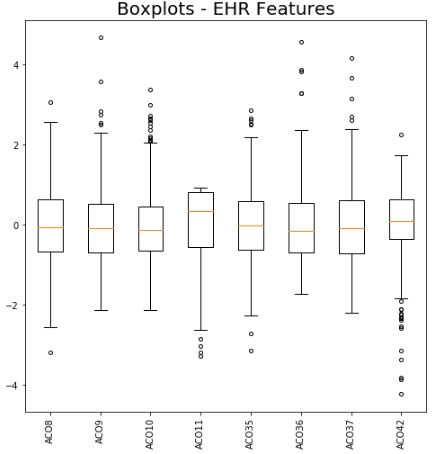 Boxplots - EHR Features
4
2
0
−2
−4
ACO8
ACO9
ACO10
ACO11
ACO35
ACO36
ACO37
ACO42